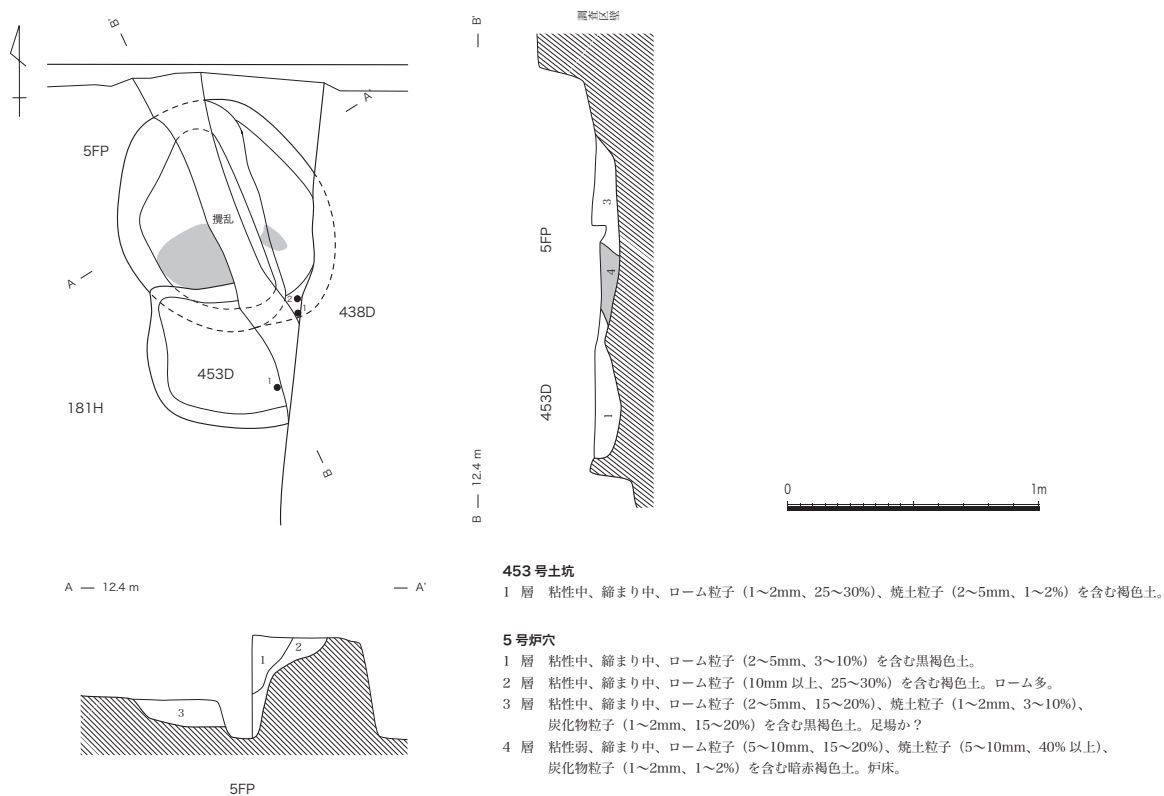 調査区壁
B'
B'
A'
5FP
攪乱
A
2
1
438D
453D
1
181H
B
3
5FP
4
453D
1
B — 12.4 m
0 1m
A — 12.4 m — A'
1
2
3
5FP
453 号土坑
1 層 粘性中、締まり中、ローム粒子（1〜2mm、25〜30%）、焼土粒子（2〜5mm、1〜2%）を含む褐色土。
5 号炉穴
1 層 粘性中、締まり中、ローム粒子（2〜5mm、3〜10%）を含む黒褐色土。
2 層 粘性中、締まり中、ローム粒子（10mm 以上、25〜30%）を含む褐色土。ローム多。
3 層 粘性中、締まり中、ローム粒子（2〜5mm、15〜20%）、焼土粒子（1〜2mm、3〜10%）、
炭化物粒子（1〜2mm、15〜20%）を含む黒褐色土。足場か？
4 層 粘性弱、締まり中、ローム粒子（5〜10mm、15〜20%）、焼土粒子（5〜10mm、40% 以上）、
炭化物粒子（1〜2mm、1〜2%）を含む暗赤褐色土。炉床。